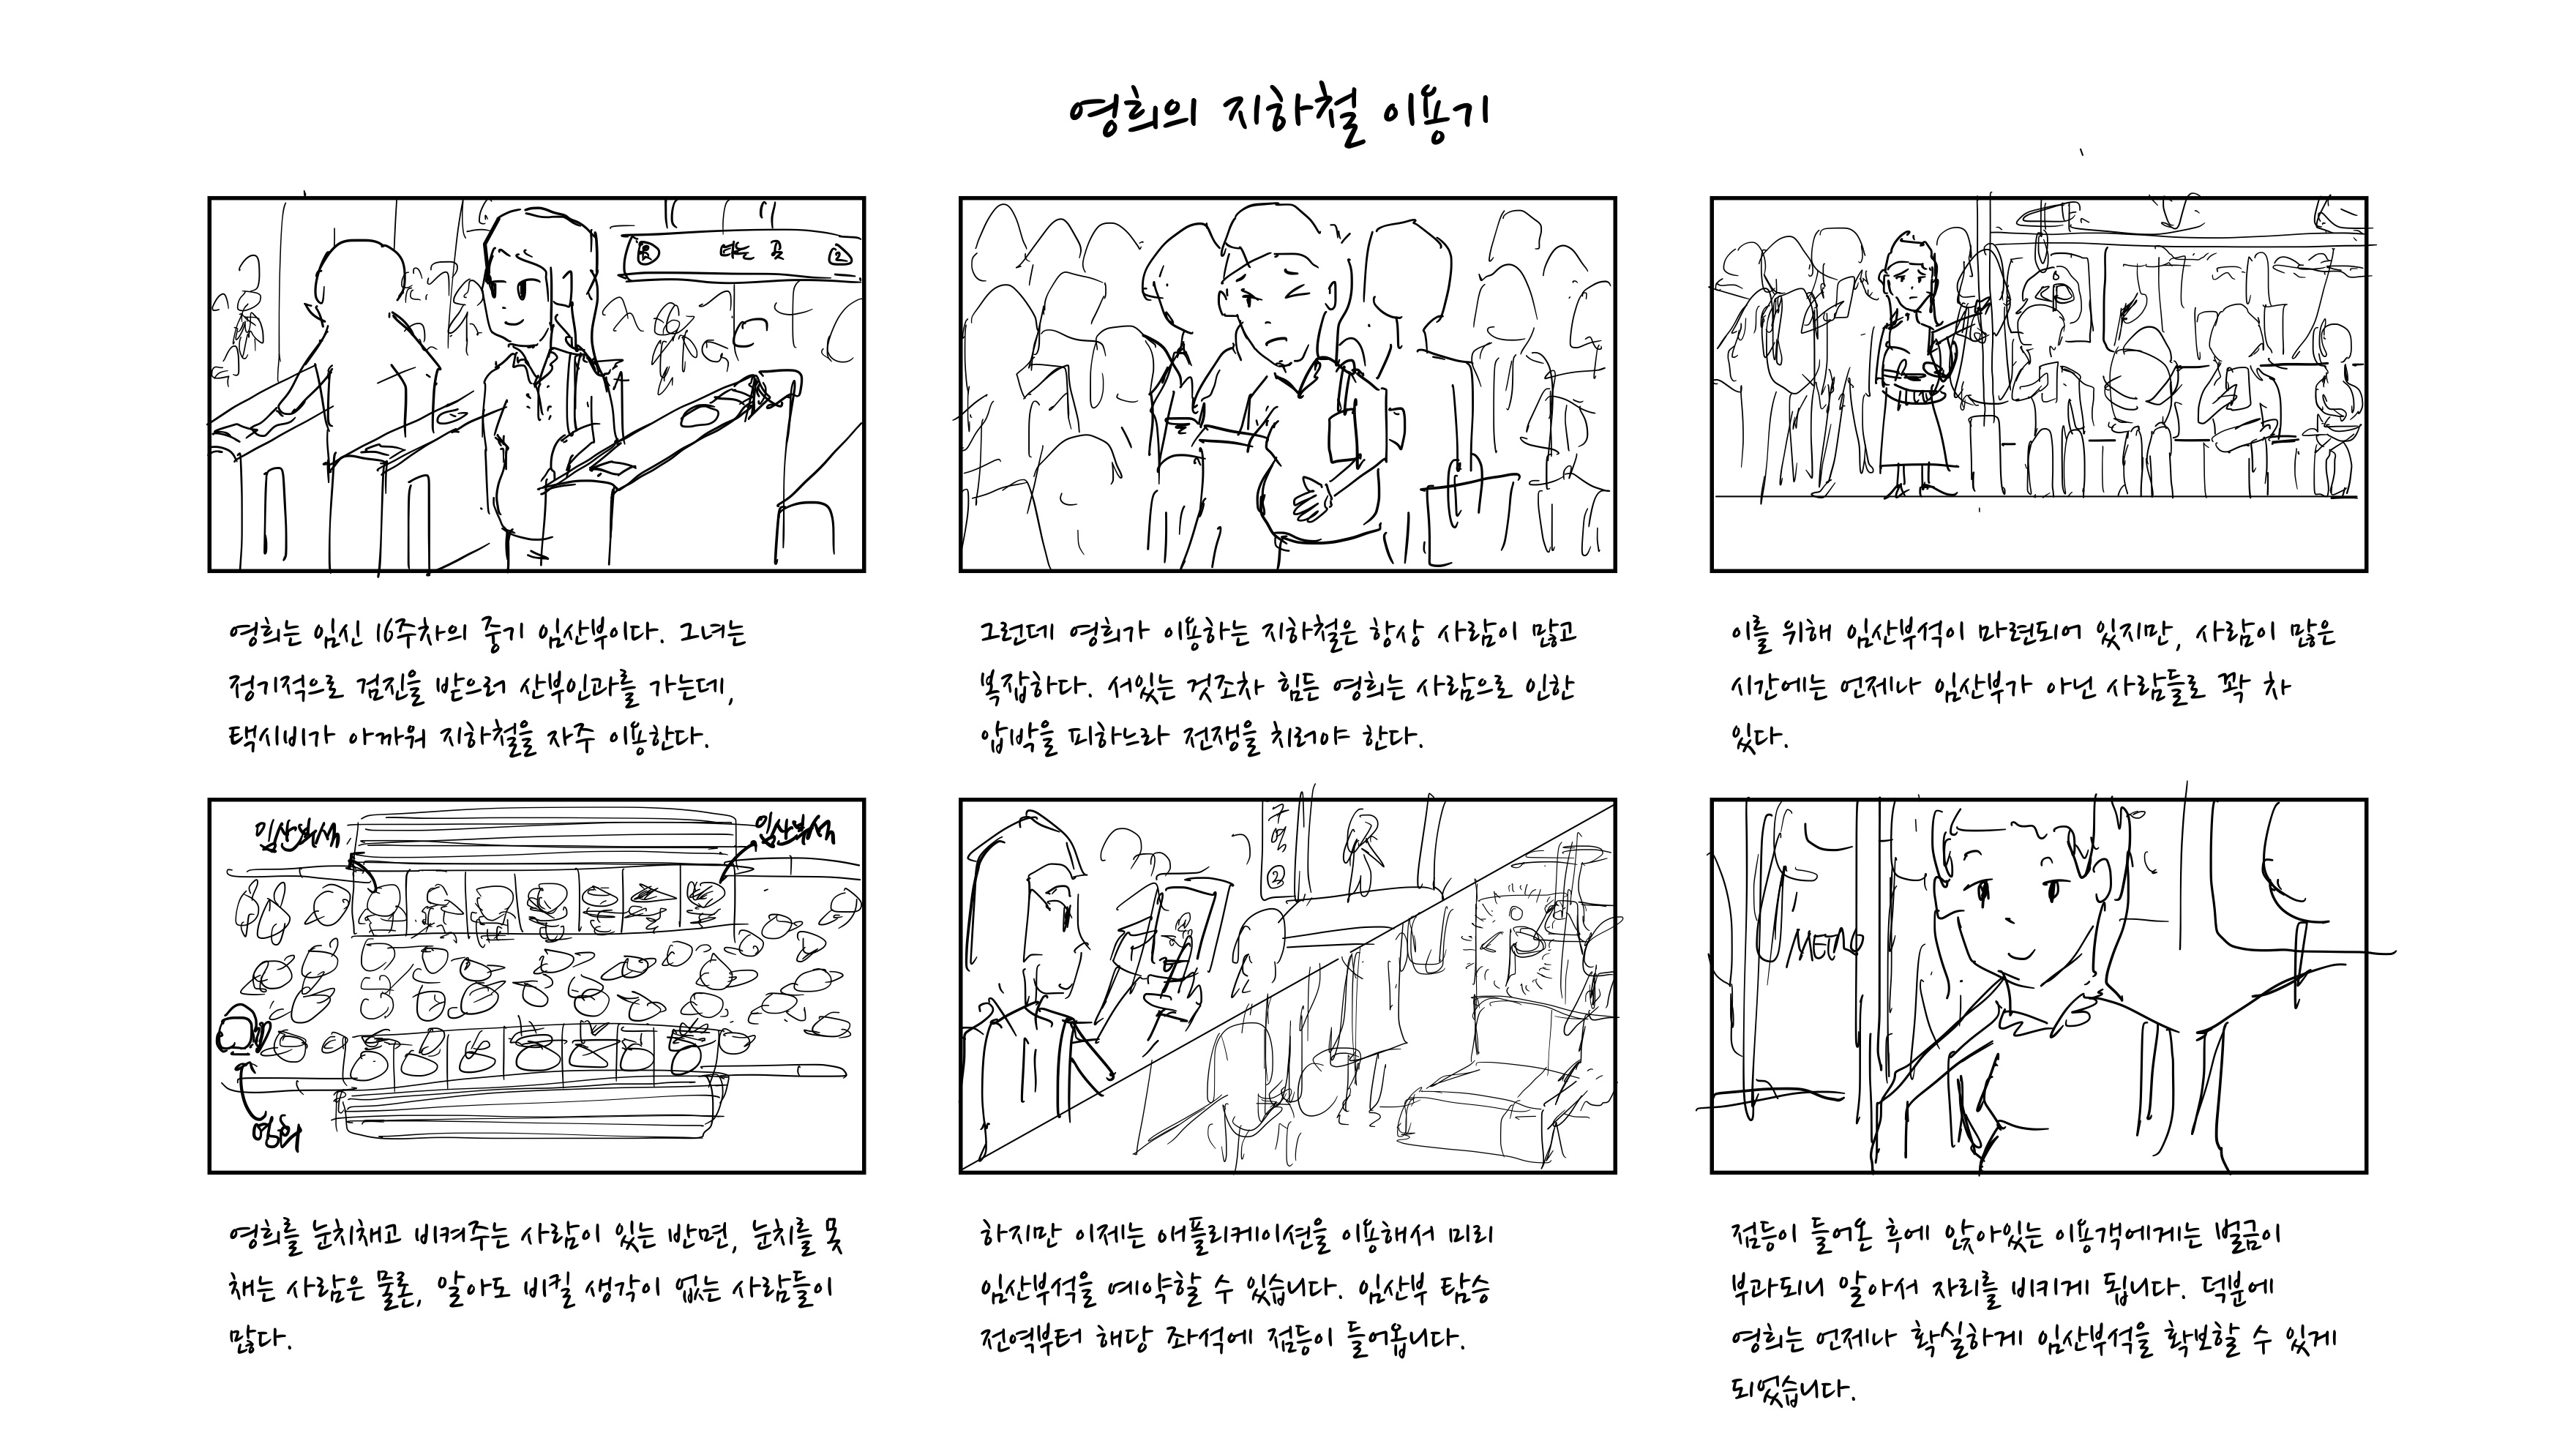 영희의 지하철 이용기
타는 곳
2
영희는 임신 16주차의 중기 임산부이다. 그녀는
정기적으로 검진을 받으러 산부인과를 가는데,
택시비가 아까워 지하철을 자주 이용한다.
그런데 영희가 이용하는 지하철은 항상 사람이 많고
복잡하다. 서있는 것조차 힘든 영희는 사람으로 인한
압박을 피하느라 전쟁을 치러야 한다.
이를 위해 임산부석이 마련되어 있지만, 사람이 많은
시간에는 언제나 임산부가 아닌 사람들로 꽉 차
있다.
임산부석
임산부석
영희
영희를 눈치채고 비켜주는 사람이 있는 반면, 눈치를 못
채는 사람은 물론, 알아도 비킬 생각이 없는 사람들이
많다.
구
역
2
하지만 이제는 애플리케이션을 이용해서 미리
임산부석을 예약할 수 있습니다. 임산부 탑승
전역부터 해당 좌석에 점등이 들어옵니다.
METRO
점등이 들어온 후에 앉아있는 이용객에게는 벌금이
부과되니 알아서 자리를 비키게 됩니다. 덕분에
영희는 언제나 확실하게 임산부석을 확보할 수 있게
되었습니다.